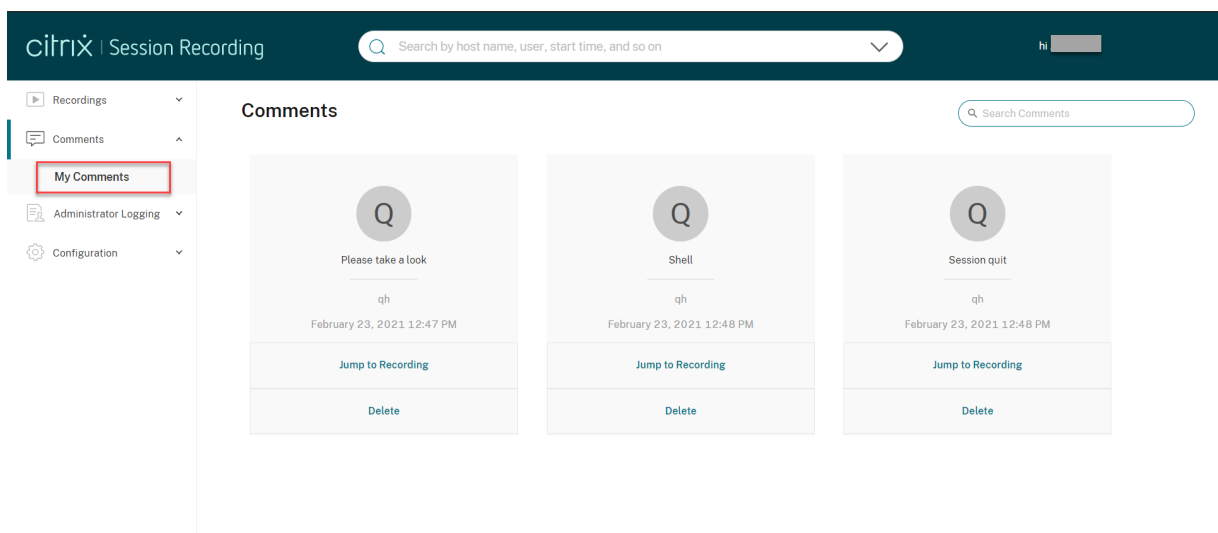 citrix | Session Recording
Search by host name, user, start time, and so on
hi
Recordings
Comments
My Comments
Administrator Logging
Configuration
Comments
Search Comments
Q
Please take a look
qh
February 23, 2021 12:47 PM
Jump to Recording
Delete
Q
Shell
qh
February 23, 2021 12:48 PM
Jump to Recording
Delete
Q
Session quit
qh
February 23, 2021 12:48 PM
Jump to Recording
Delete